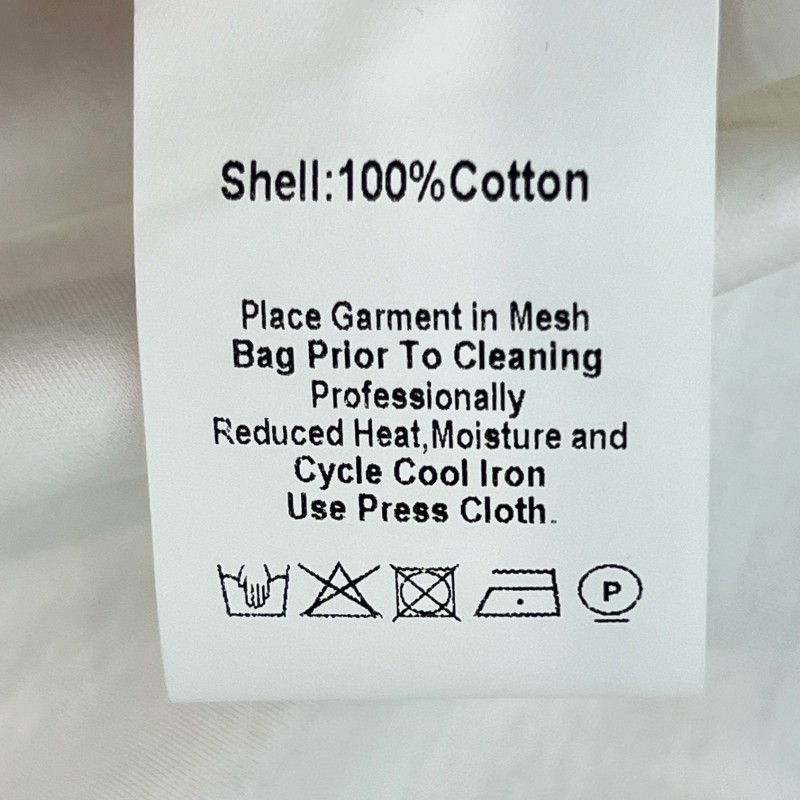 Shell:100%Cotton
Place Garment in Mesh
Bag Prior To Cleaning
Professionally
Reduced Heat,Moisture and
Cycle Cool Iron
Use Press Cloth.
P